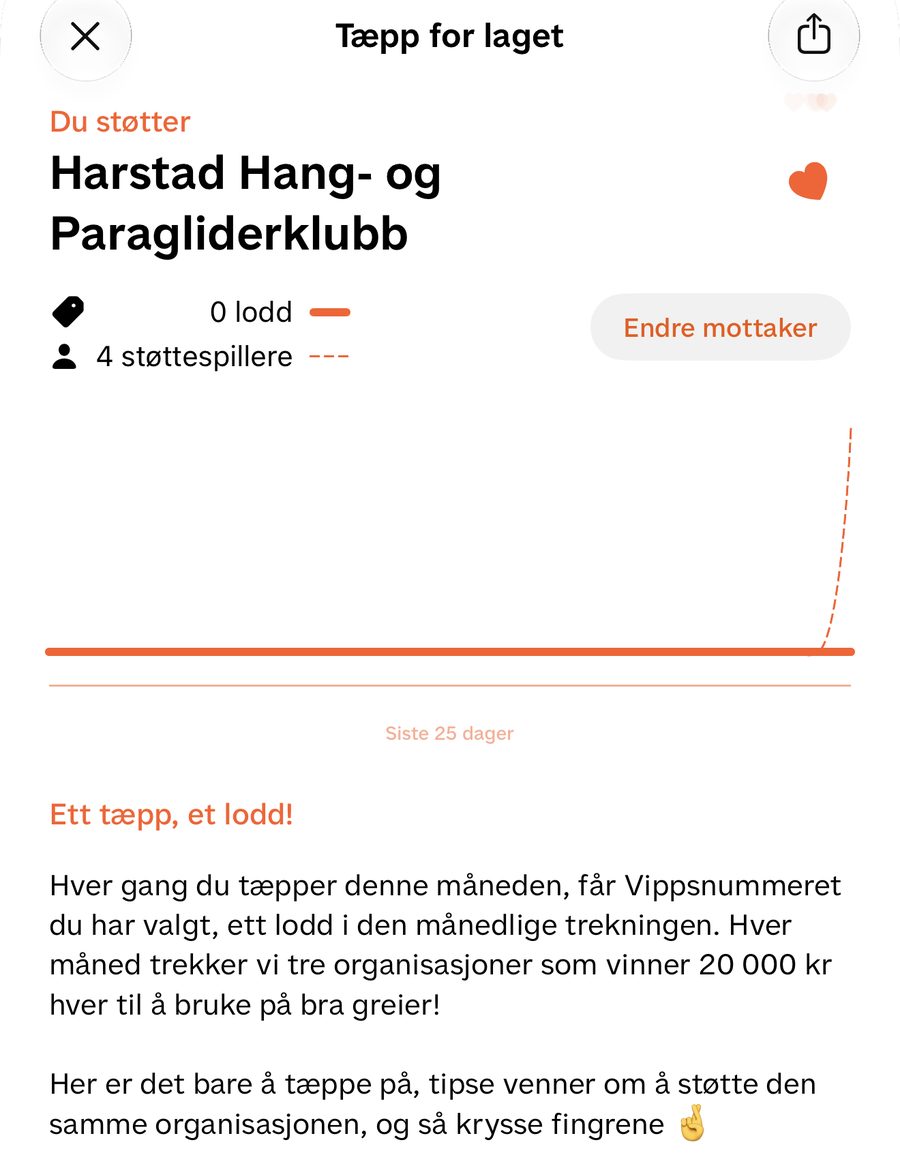 Tæpp for laget
Du støtter
Harstad Hang- og
Paragliderklubb
0 lodd
4 støttespillere
Endre mottaker
Siste 25 dager
Ett tæpp, et lodd!
Hver gang du tæpper denne måneden, får Vippsnummeret
du har valgt, ett lodd i den månedlige trekningen. Hver
måned trekker vi tre organisasjoner som vinner 20 000 kr
hver til å bruke på bra greier!
Her er det bare å tæppe på, tipse venner om å støtte den
samme organisasjonen, og så krysse fingrene 🤞